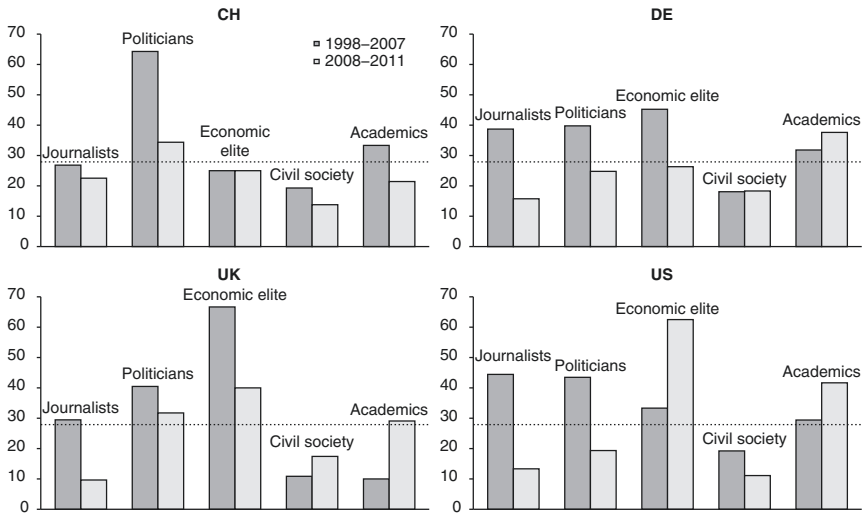 CH
70
60
50
40
30
20
10
0
Journalists
Politicians
Economic
elite
Civil society
Academics
1998–2007
2008–2011
DE
70
60
50
40
30
20
10
0
Journalists
Politicians
Economic elite
Civil society
Academics
UK
70
60
50
40
30
20
10
0
Journalists
Politicians
Economic elite
Civil society
Academics
US
70
60
50
40
30
20
10
0
Journalists
Politicians
Economic elite
Civil society
Academics